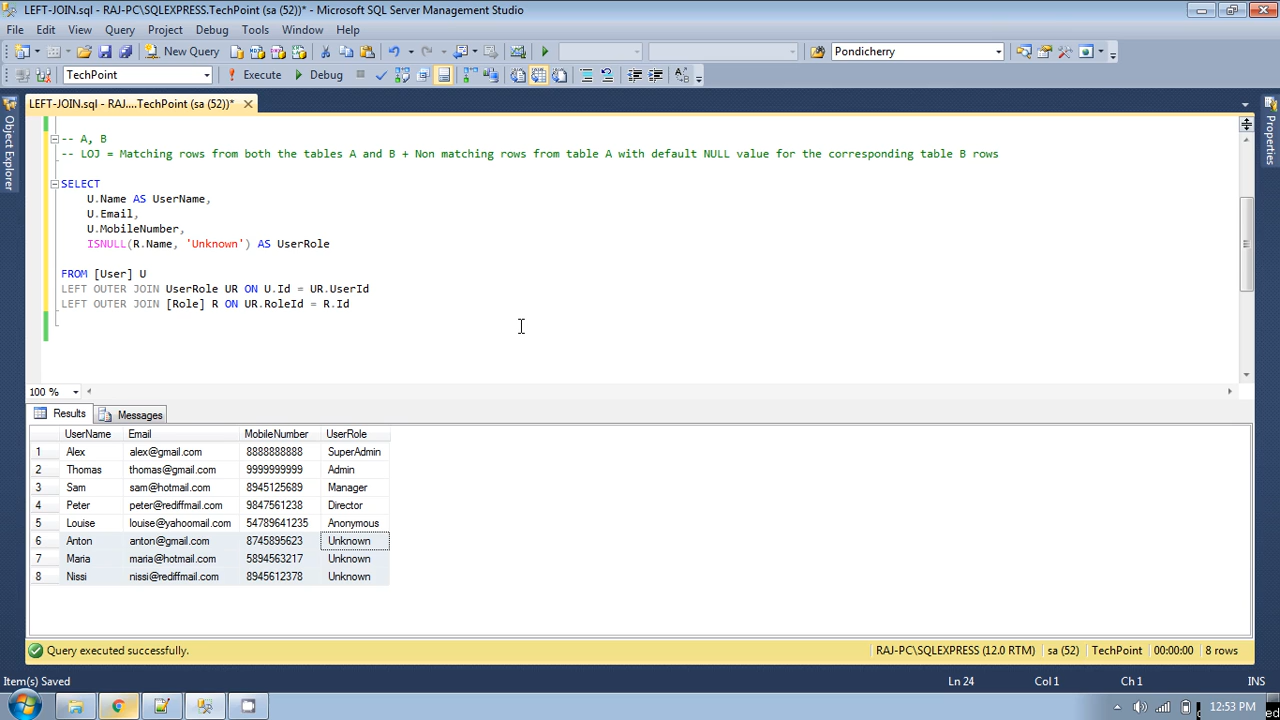 LEFT-JOIN.sql - RAJ-PC\SQLEXPRESS.TechPoint (sa (52))* - Microsoft SQL Server Management Studio
File Edit View Query Project Debug Tools Window Help
New Query Pondicherry
TechPoint Execute Debug
LEFT-JOIN.sql - RAJ....TechPoint (sa (52))*
Object Explorer
Properties
-- A, B
-- LOJ = Matching rows from both the tables A and B + Non matching rows from table A with default NULL value for the corresponding table B rows
SELECT
U.Name AS UserName,
U.Email,
U.MobileNumber,
ISNULL(R.Name, 'Unknown') AS UserRole
FROM [User] U
LEFT OUTER JOIN UserRole UR ON U.Id = UR.UserId
LEFT OUTER JOIN [Role] R ON UR.RoleId = R.Id
100 %
Results Messages
UserName Email MobileNumber UserRole
1 Alex alex@gmail.com 8888888888 SuperAdmin
2 Thomas thomas@gmail.com 9999999999 Admin
3 Sam sam@hotmail.com 8945125689 Manager
4 Peter peter@rediffmail.com 9847561238 Director
5 Louise louise@yahoomail.com 54789641235 Anonymous
6 Anton anton@gmail.com 8745895623 Unknown
7 Maria maria@hotmail.com 5894563217 Unknown
8 Nissi nissi@rediffmail.com 8945612378 Unknown
Query executed successfully. RAJ-PC\SQLEXPRESS (12.0 RTM) sa (52) TechPoint 00:00:00 8 rows
Item(s) Saved Ln 24 Col 1 Ch 1 INS
12:53 PM